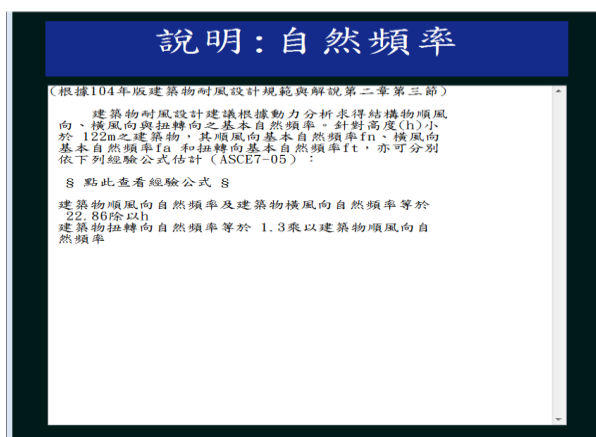 說明:自然頻率
(根據104年版建築物耐風設計規範與解說第二章第三節)
建築物耐風設計建議根據動力分析求得結構物順風
向、橫風向與扭轉向之基本自然頻率。針對高度(h)小
於 122m之建築物，其順風向基本自然頻率fn、橫風向
基本自然頻率fa 和扭轉向基本自然頻率ft，亦可分別
依下列經驗公式估計 (ASCE7-05)：
§ 點此查看經驗公式 §
建築物順風向自然頻率及建築物橫風向自然頻率等於
22.86除以h
建築物扭轉向自然頻率等於 1.3乘以建築物順風向自
然頻率